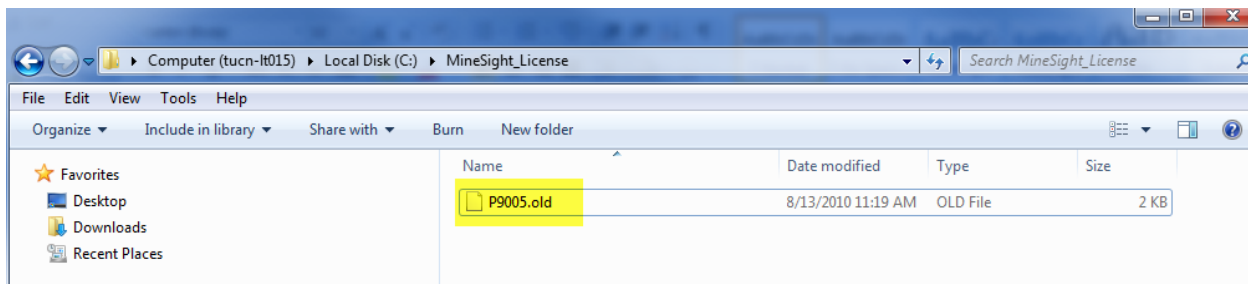 Computer (tucn-lt015) Local Disk (C:) MineSight_License Search MineSight_License
File Edit View Tools Help
Organize Include in library Share with Burn New folder
Favorites
Desktop
Downloads
Recent Places
Name Date modified Type Size
P9005.old 8/13/2010 11:19 AM OLD File 2 KB